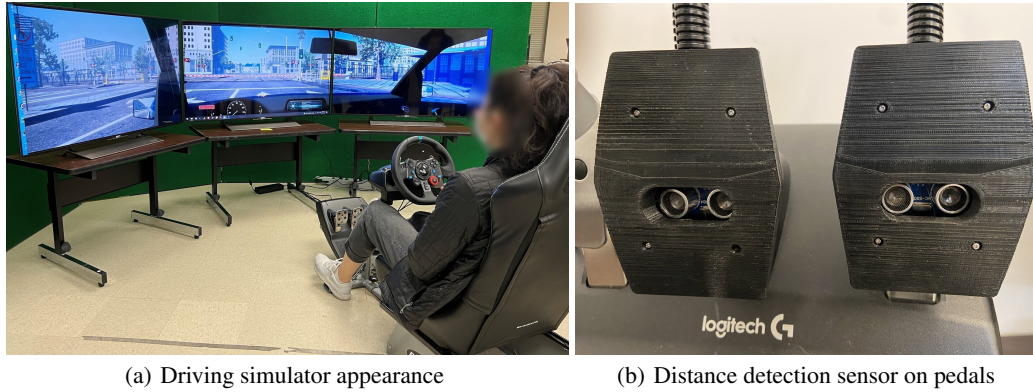 logitech G
(a) Driving simulator appearance
(b) Distance detection sensor on pedals